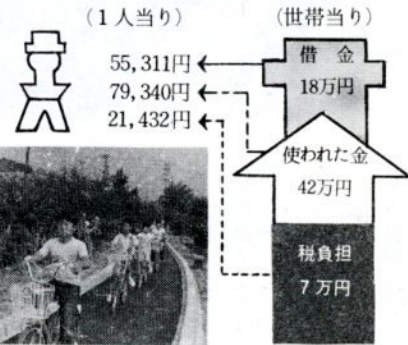 (1人当り)
(世帯当り)
55,311円
79,340円
21,432円
借金
18万円
使われた金
42万円
税負担
7万円